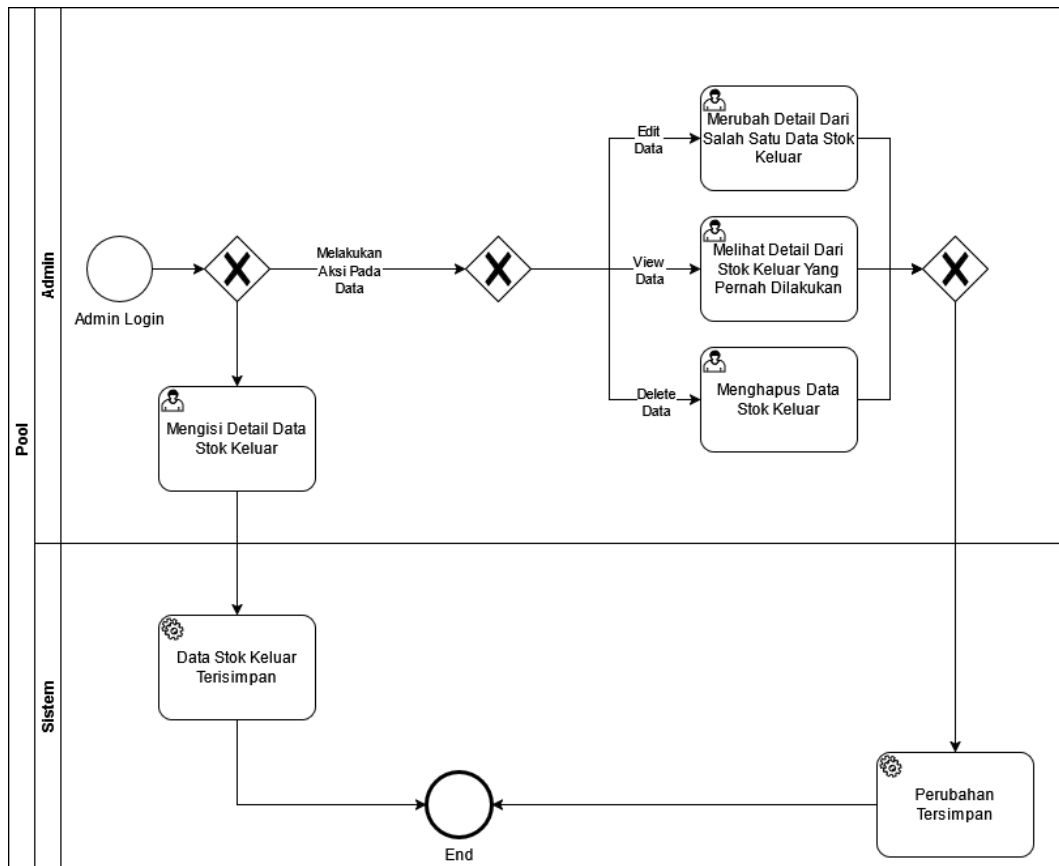 Pool
Admin
Sistem
Admin Login
Melakukan
Aksi Pada
Data
Edit
Data
Merubah Detail Dari
Salah Satu Data Stok
Keluar
View
Data
Melihat Detail Dari
Stok Keluar Yang
Pernah Dilakukan
Delete
Data
Menghapus Data
Stok Keluar
Mengisi Detail Data
Stok Keluar
Data Stok Keluar
Terisimpan
End
Perubahan
Tersimpan